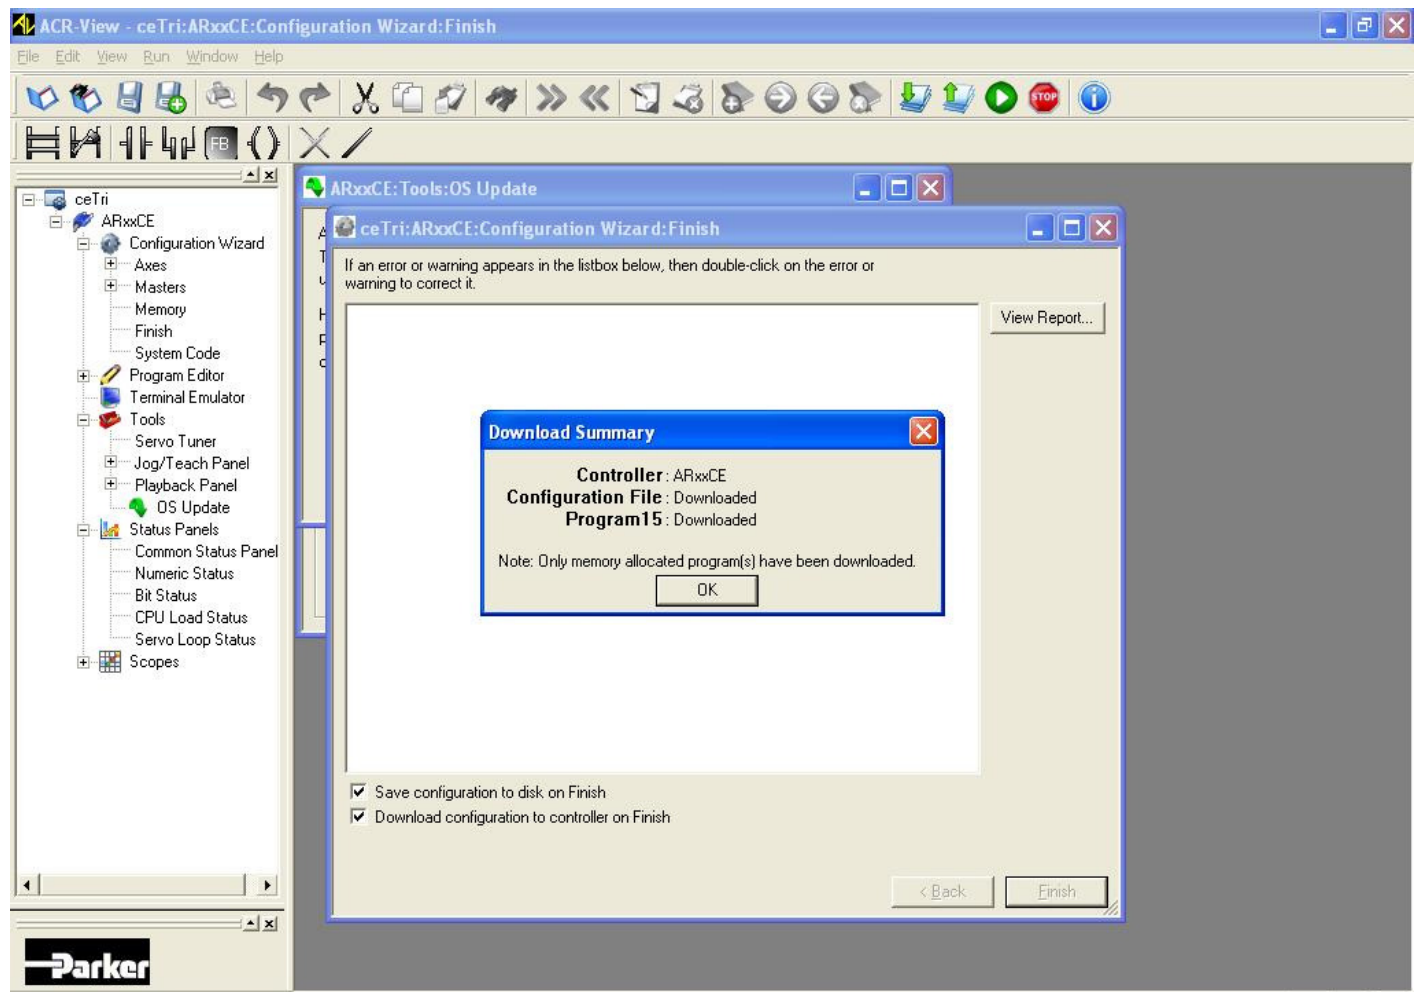 ACR-View - ceTri:ARxxCE:Configuration Wizard:Finish
File Edit View Run Window Help
STOP
FB
ceTri
ARxxCE
Configuration Wizard
Axes
Masters
Memory
Finish
System Code
Program Editor
Terminal Emulator
Tools
Servo Tuner
Jog/Teach Panel
Playback Panel
OS Update
Status Panels
Common Status Panel
Numeric Status
Bit Status
CPU Load Status
Servo Loop Status
Scopes
Parker
ARxxCE:Tools:OS Update
ceTri:ARxxCE:Configuration Wizard:Finish
If an error or warning appears in the listbox below, then double-click on the error or
warning to correct it.
View Report...
Download Summary
Controller : ARxxCE
Configuration File : Downloaded
Program15 : Downloaded
Note: Only memory allocated program(s) have been downloaded.
OK
Save configuration to disk on Finish
Download configuration to controller on Finish
< Back
Finish